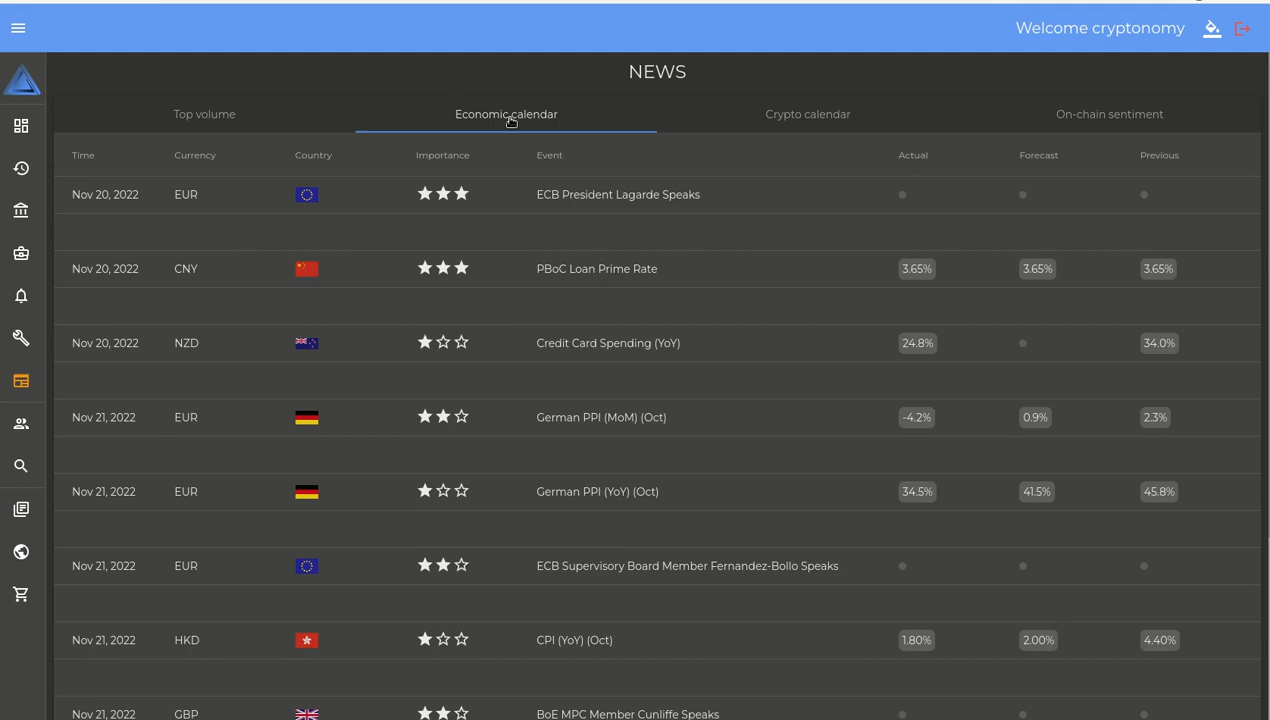 Welcome cryptonomy
NEWS
Top volume Economic calendar Crypto calendar On-chain sentiment
Time Currency Country Importance Event Actual Forecast Previous
Nov 20, 2022 EUR ECB President Lagarde Speaks
Nov 20, 2022 CNY PBoC Loan Prime Rate 3.65% 3.65% 3.65%
Nov 20, 2022 NZD Credit Card Spending (YoY) 24.8% 34.0%
Nov 21, 2022 EUR German PPI (MoM) (Oct) -4.2% 0.9% 2.3%
Nov 21, 2022 EUR German PPI (YoY) (Oct) 34.5% 41.5% 45.8%
Nov 21, 2022 EUR ECB Supervisory Board Member Fernandez-Bollo Speaks
Nov 21, 2022 HKD CPI (YoY) (Oct) 1.80% 2.00% 4.40%
Nov 21, 2022 GBP BoE MPC Member Cunliffe Speaks